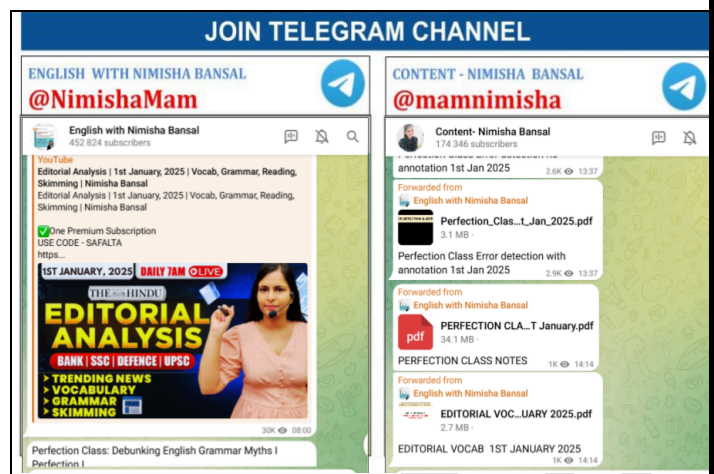 JOIN TELEGRAM CHANNEL
ENGLISH WITH NIMISHA BANSAL
@NimishaMam
English with Nimisha Bansal
452 824 subscribers
YouTube
Editorial Analysis | 1st January, 2025 | Vocab, Grammar, Reading,
Skimming | Nimisha Bansal
Editorial Analysis | 1st January, 2025 | Vocab, Grammar, Reading,
Skimming | Nimisha Bansal
✅One Premium Subscription
USE CODE - SAFALTA
https...
1ST JANUARY, 2025 DAILY 7AM LIVE
THE HINDU
EDITORIAL
ANALYSIS
BANK | SSC | DEFENCE | UPSC
TRENDING NEWS
VOCABULARY
GRAMMAR
SKIMMING
30K 08:00
Perfection Class: Debunking English Grammar Myths I
Perfection I
CONTENT - NIMISHA BANSAL
@mamnimisha
Content- Nimisha Bansal
174 346 subscribers
Perfection Class Error detection
annotation 1st Jan 2025 2.6K 13:37
Forwarded from
English with Nimisha Bansal
Perfection_Clas...t_Jan_2025.pdf
3.1 MB ·
Perfection Class Error detection with
annotation 1st Jan 2025 2.9K 13:37
Forwarded from
English with Nimisha Bansal
pdf
PERFECTION CLA...T January.pdf
34.1 MB ·
PERFECTION CLASS NOTES 1K 14:14
Forwarded from
English with Nimisha Bansal
EDITORIAL VOC...UARY 2025.pdf
2.7 MB ·
EDITORIAL VOCAB 1ST JANUARY 2025
1K 14:14